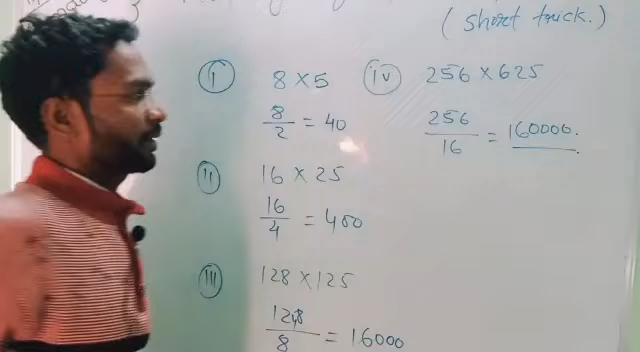 (short trick.)
(i) 8 × 5
8/2 = 40
(ii) 16 × 25
16/4 = 400
(iii) 128 × 125
128/8 = 16000
(iv) 256 × 625
256/16 = 160000.